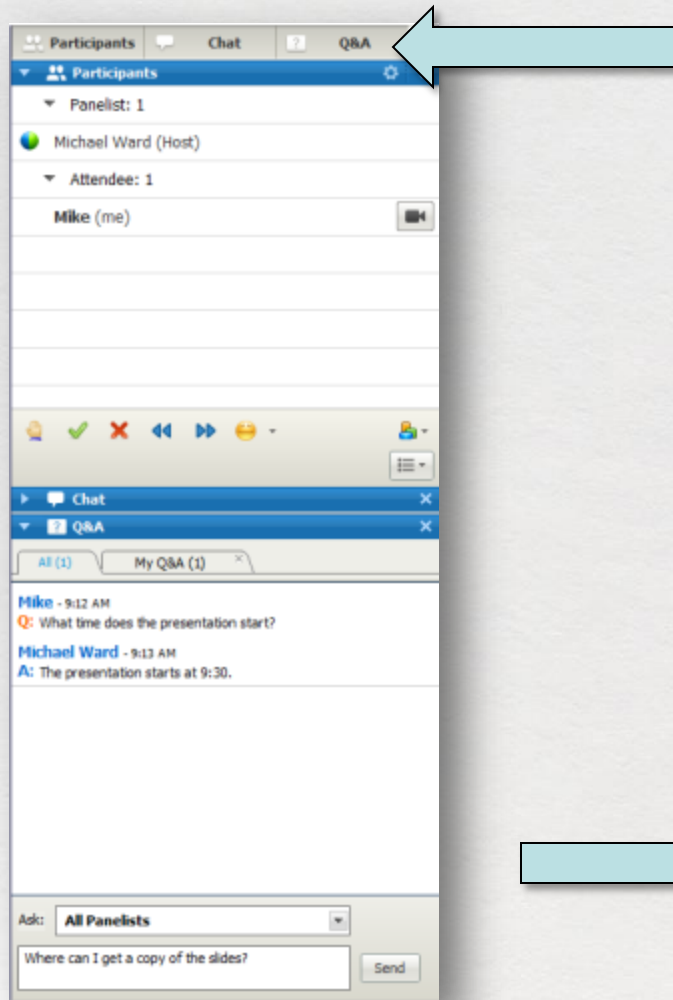 Participants Chat ? Q&A
Participants
Panelist: 1
Michael Ward (Host)
Attendee: 1
Mike (me)
Chat
? Q&A
All (1) My Q&A (1)
Mike - 9:12 AM
Q: What time does the presentation start?
Michael Ward - 9:13 AM
A: The presentation starts at 9:30.
Ask: All Panelists
Where can I get a copy of the slides?
Send